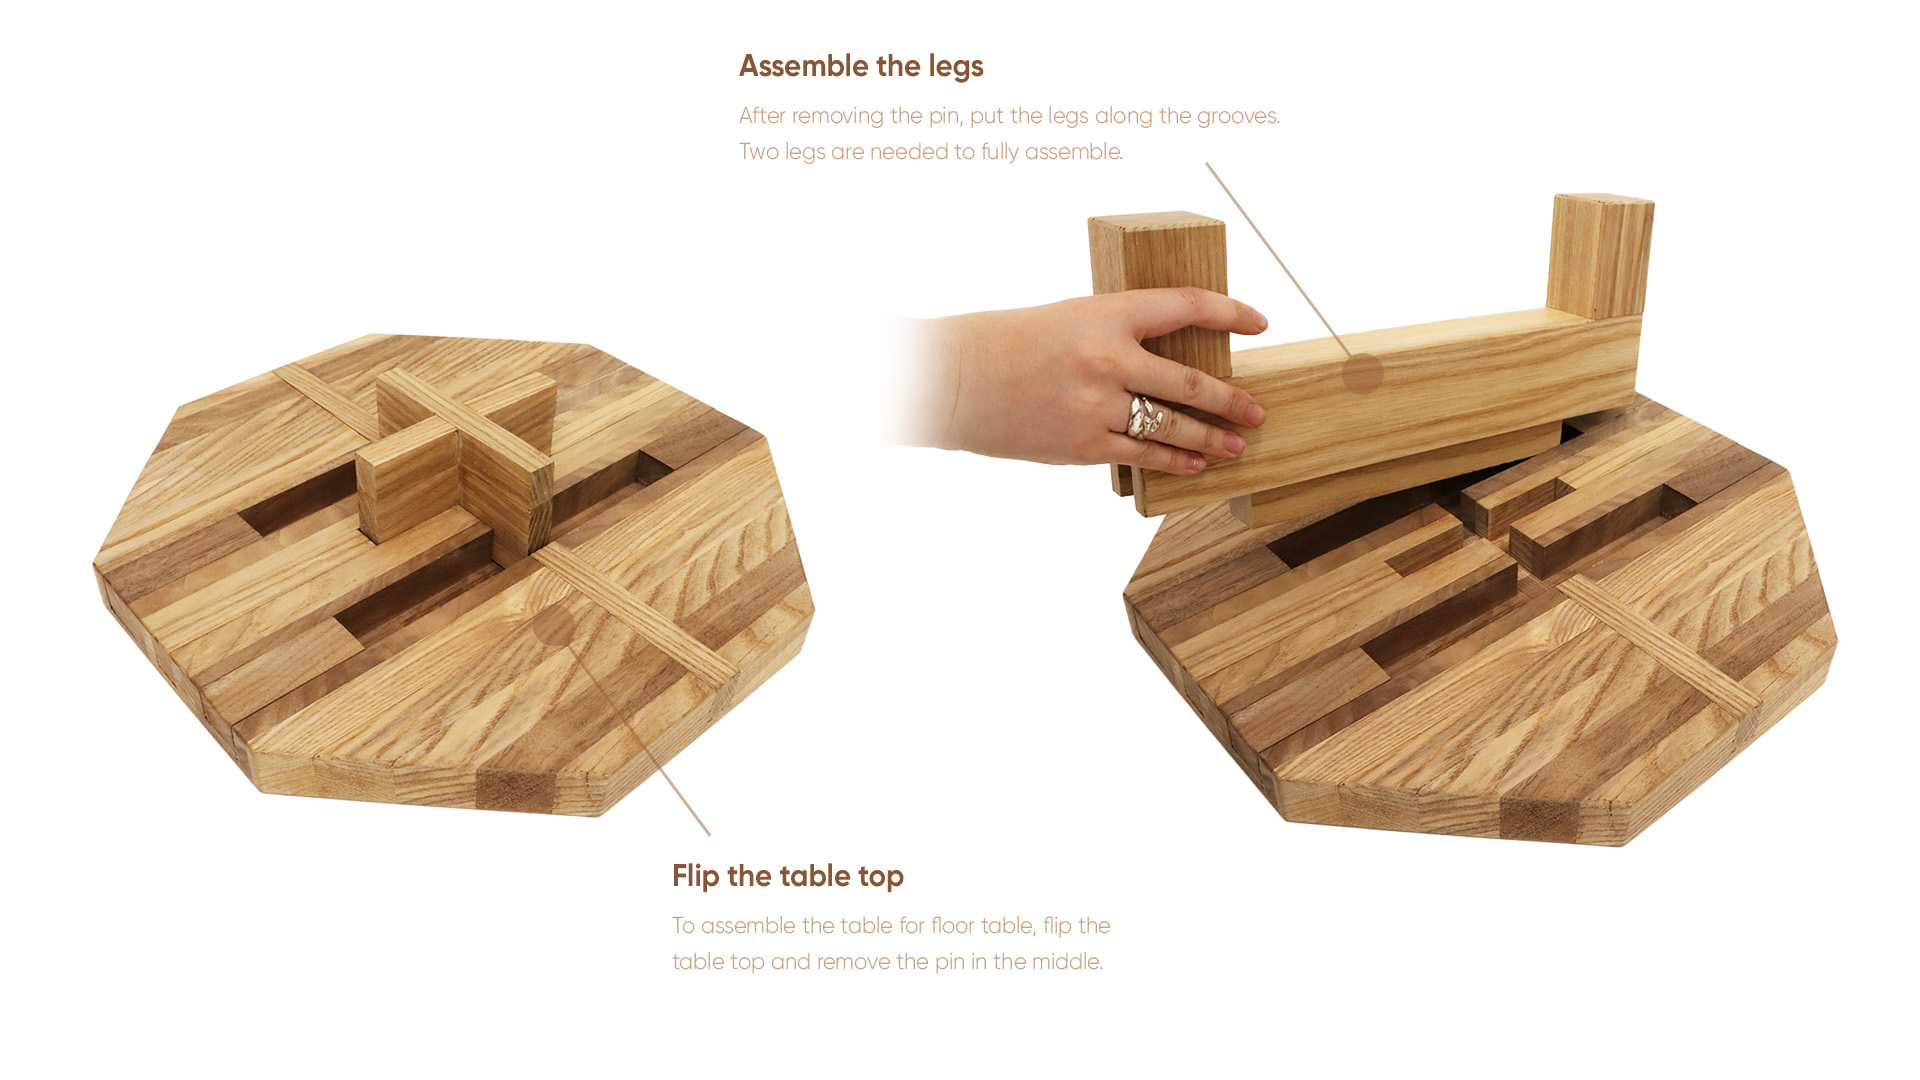 Assemble the legs
After removing the pin, put the legs along the grooves.
Two legs are needed to fully assemble.
Flip the table top
To assemble the table for floor table, flip the
table top and remove the pin in the middle.